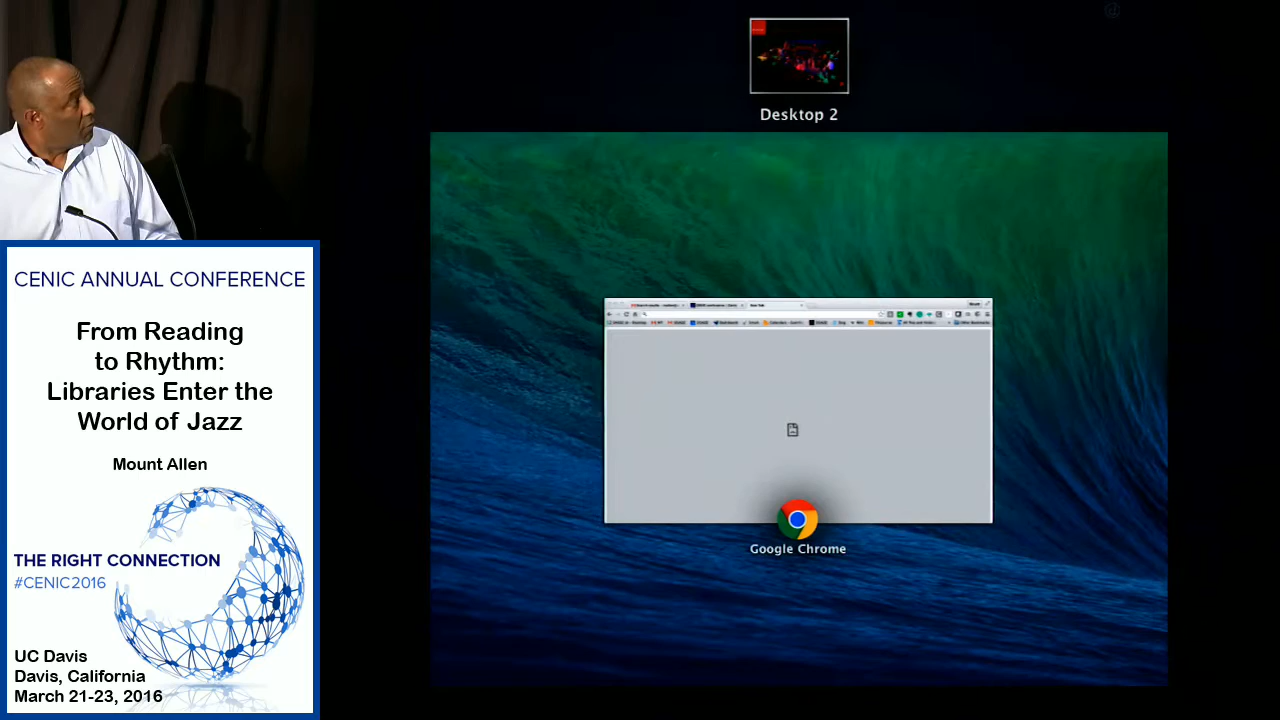 Desktop 2
CENIC ANNUAL CONFERENCE
From Reading
to Rhythm:
Libraries Enter the
World of Jazz
Mount Allen
Google Chrome
THE RIGHT CONNECTION
#CENIC2016
UC Davis
Davis, California
March 21-23, 2016